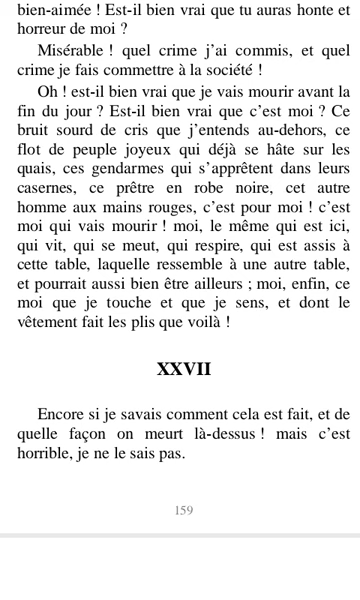 bien-aimée ! Est-il bien vrai que tu auras honte et
horreur de moi ?
Misérable ! quel crime j’ai commis, et quel
crime je fais commettre à la société !
Oh ! est-il bien vrai que je vais mourir avant la
fin du jour ? Est-il bien vrai que c’est moi ? Ce
bruit sourd de cris que j’entends au-dehors, ce
flot de peuple joyeux qui déjà se hâte sur les
quais, ces gendarmes qui s’apprêtent dans leurs
casernes, ce prêtre en robe noire, cet autre
homme aux mains rouges, c’est pour moi ! c’est
moi qui vais mourir ! moi, le même qui est ici,
qui vit, qui se meut, qui respire, qui est assis à
cette table, laquelle ressemble à une autre table,
et pourrait aussi bien être ailleurs ; moi, enfin, ce
moi que je touche et que je sens, et dont le
vêtement fait les plis que voilà !
XXVII
Encore si je savais comment cela est fait, et de
quelle façon on meurt là-dessus ! mais c’est
horrible, je ne le sais pas.
159